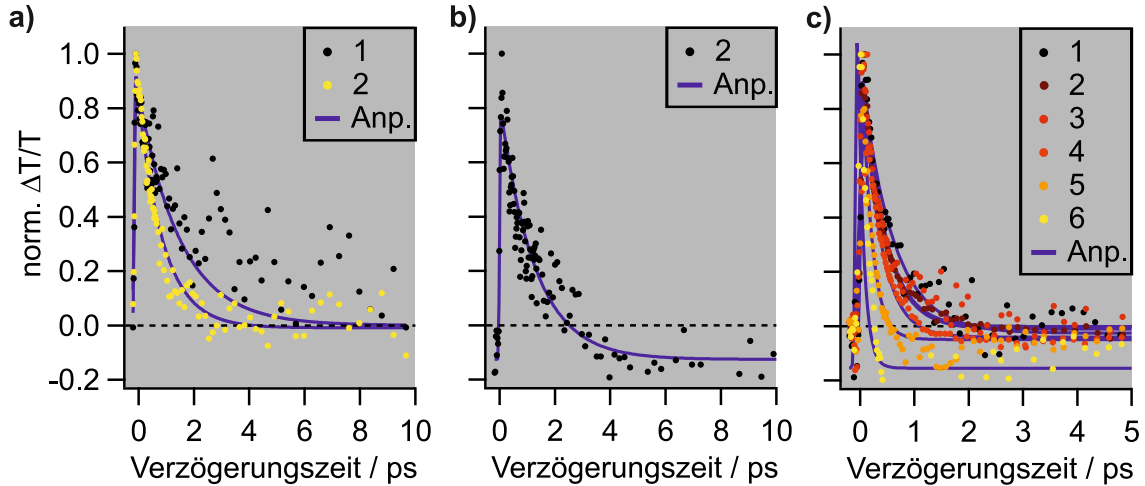 a)
b)
c)
norm. ΔT/T
1.0
0.8
0.6
0.4
0.2
0.0
-0.2
1
2
Anp.
0 2 4 6 8 10
Verzögerungszeit / ps
2
Anp.
0 2 4 6 8 10
Verzögerungszeit / ps
1
2
3
4
5
6
Anp.
0 1 2 3 4 5
Verzögerungszeit / ps